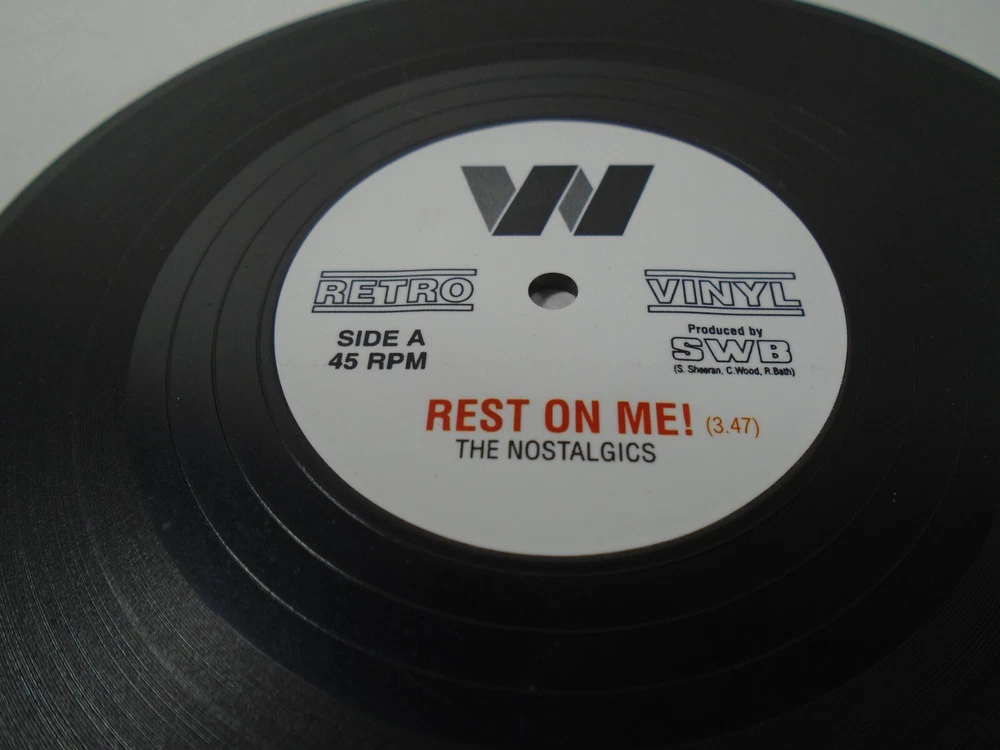 RETRO
VINYL
SIDE A
45 RPM
Produced by
SWB
(S. Sheeran, C.Wood, R.Bath)
REST ON ME! (3.47)
THE NOSTALGICS